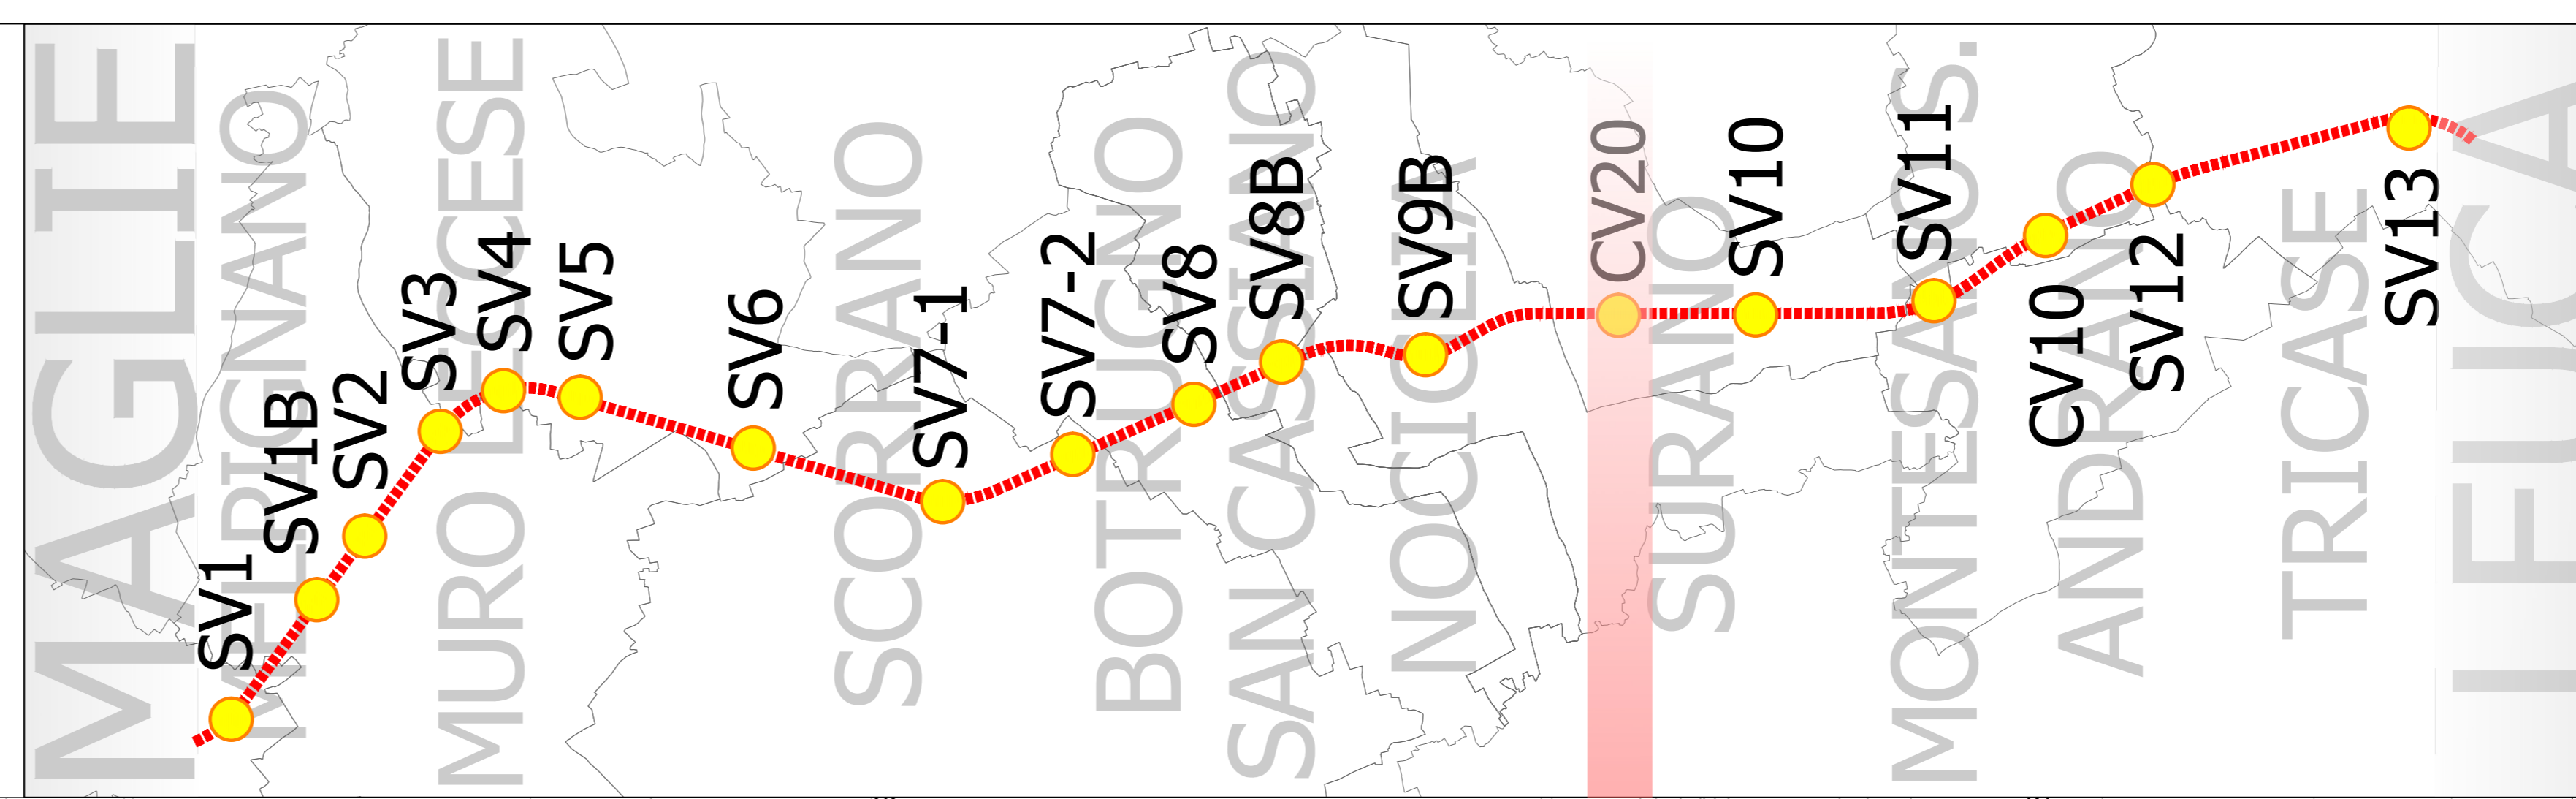 MAGLIE
MELPIGNANO
MURO LECCESE
SCORRANO
BOTRUGNO
SAN CASSIANO
NOCIGLIA
SURANO
MONTESANO S.
ANDRANO
TRICASE
LEUCA
SV1
SV1B
SV2
SV3
SV4
SV5
SV6
SV7-1
SV7-2
SV8
SV8B
SV9B
CV20
SV10
SV11
CV10
SV12
SV13